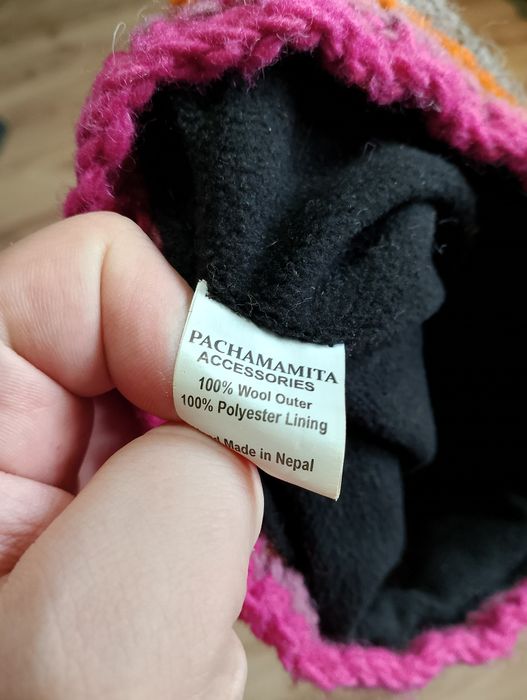 PACHAMAMITA
ACCESSORIES
100% Wool Outer
100% Polyester Lining
Made in Nepal